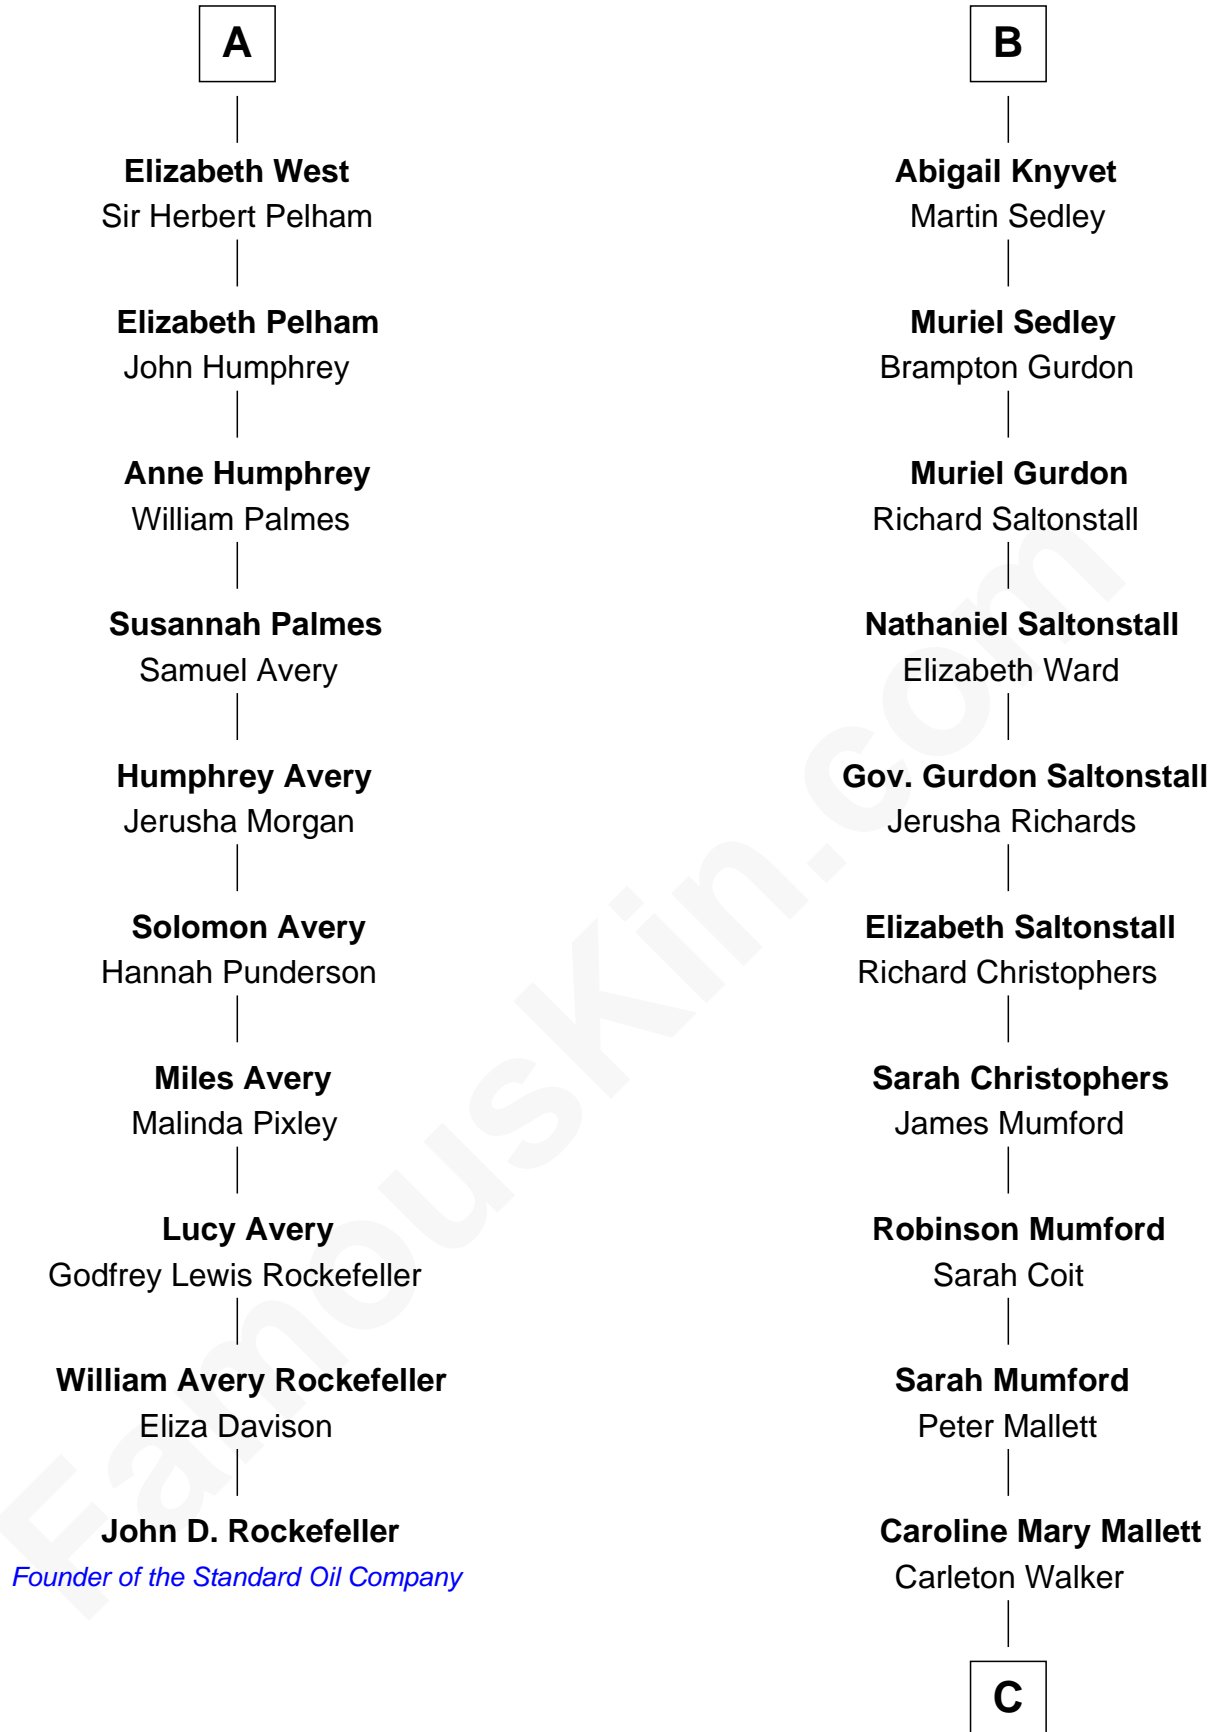 A
Elizabeth West
Sir Herbert Pelham
Elizabeth Pelham
John Humphrey
Anne Humphrey
William Palmes
Susannah Palmes
Samuel Avery
Humphrey Avery
Jerusha Morgan
Solomon Avery
Hannah Punderson
Miles Avery
Malinda Pixley
Lucy Avery
Godfrey Lewis Rockefeller
William Avery Rockefeller
Eliza Davison
John D. Rockefeller
Founder of the Standard Oil Company
B
Abigail Knyvet
Martin Sedley
Muriel Sedley
Brampton Gurdon
Muriel Gurdon
Richard Saltonstall
Nathaniel Saltonstall
Elizabeth Ward
Gov. Gurdon Saltonstall
Jerusha Richards
Elizabeth Saltonstall
Richard Christophers
Sarah Christophers
James Mumford
Robinson Mumford
Sarah Coit
Sarah Mumford
Peter Mallett
Caroline Mary Mallett
Carleton Walker
C
FamousKin.com